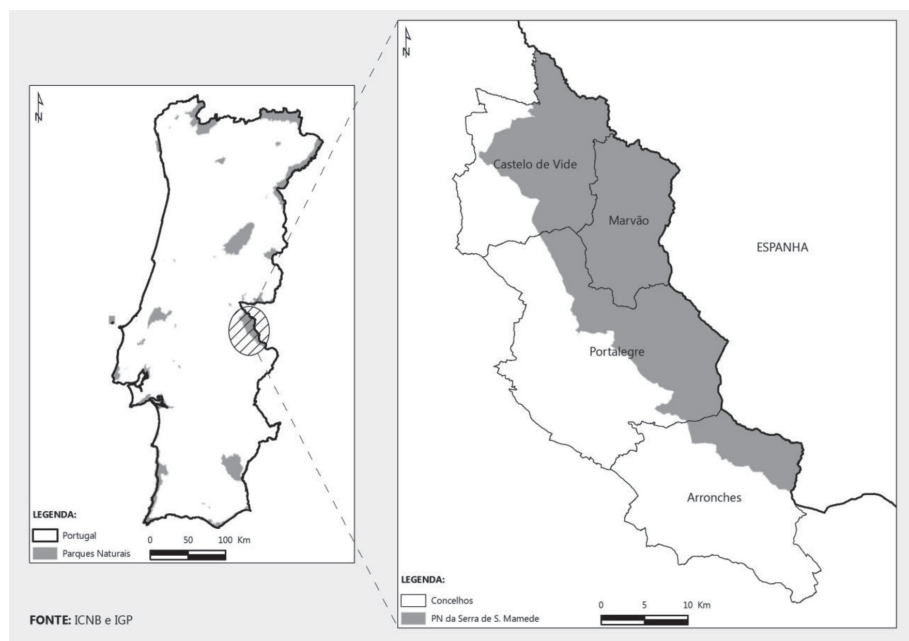 N
LEGENDA:
Portugal
Parques Naturais
0 50 100 Km
FONTE: ICNB e IGP
N
Castelo de Vide
Marvão
ESPANHA
Portalegre
Arronches
LEGENDA:
Concelhos
PN da Serra de S. Mamede
0 5 10 Km